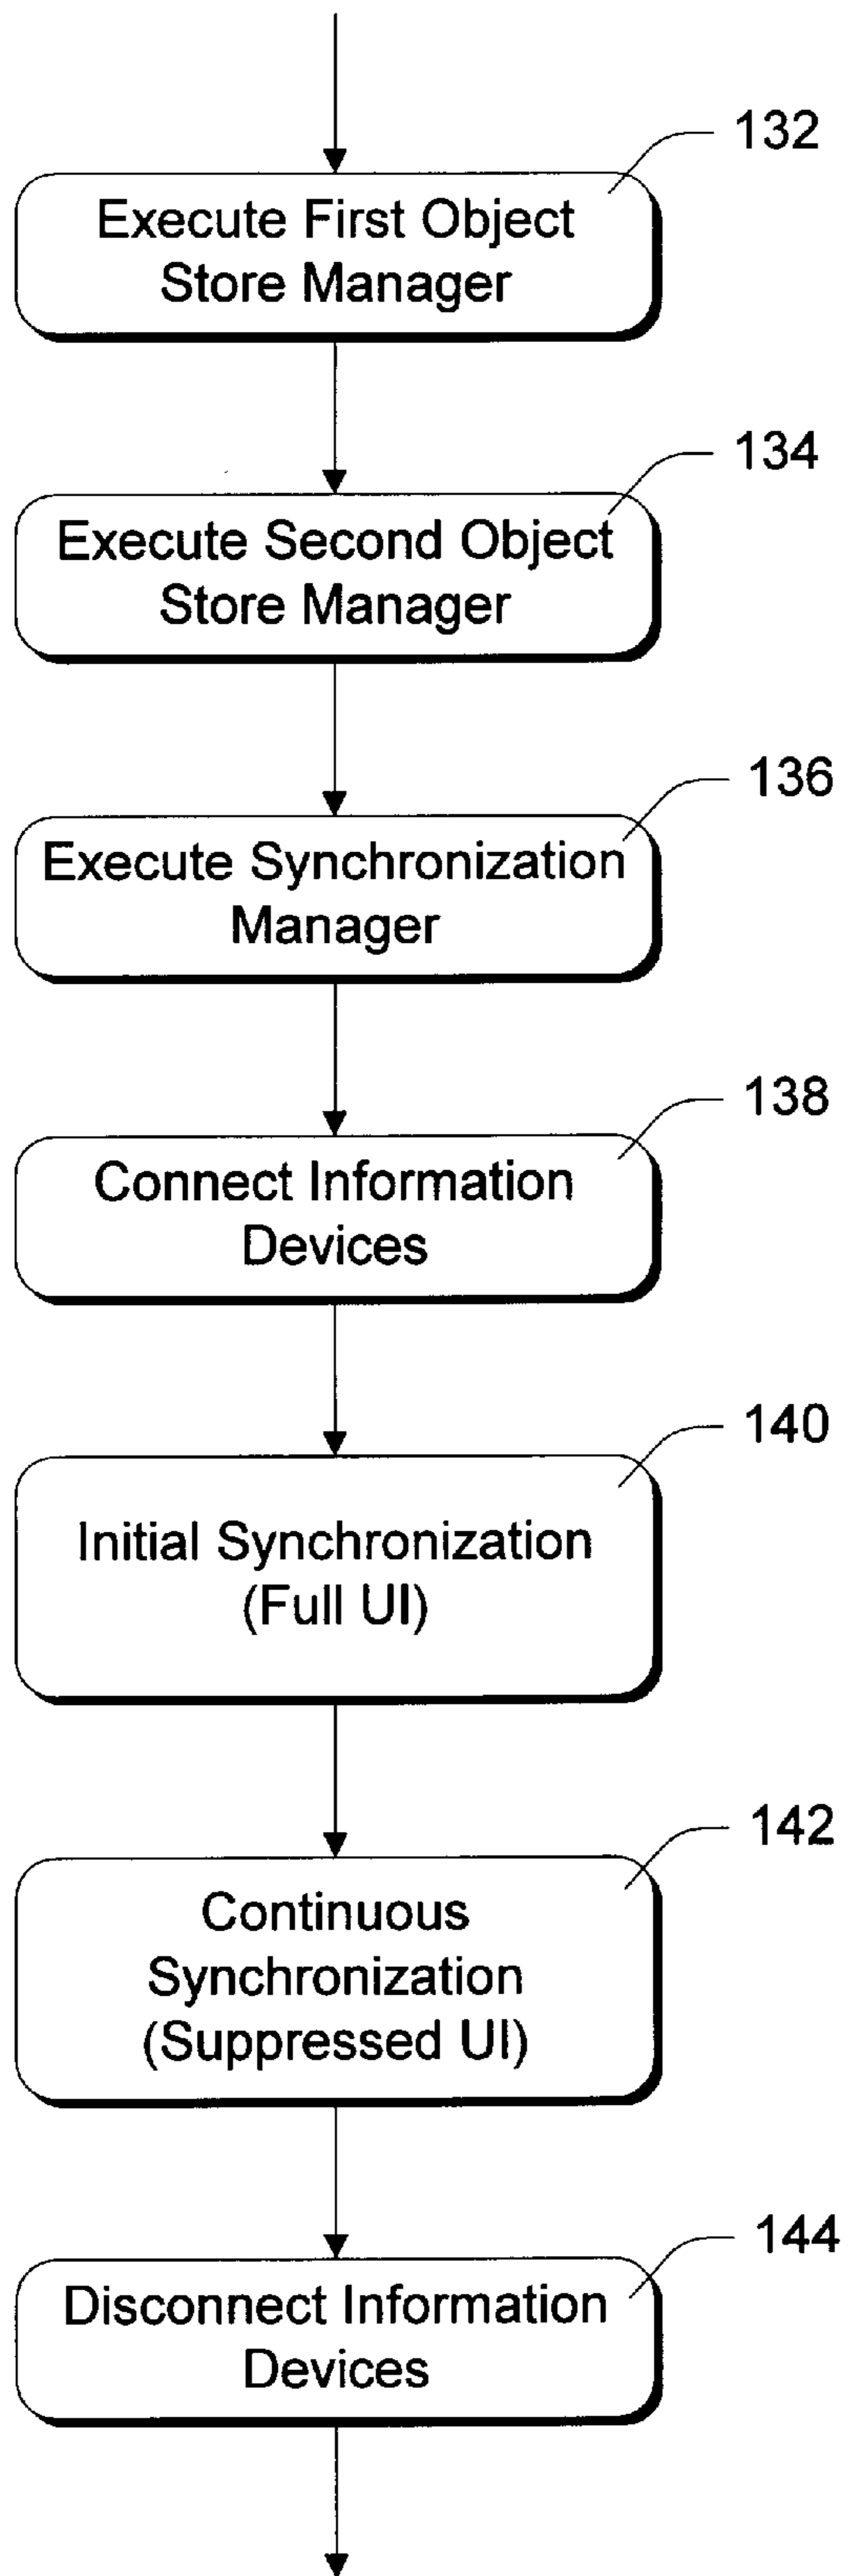 132
Execute First Object
Store Manager
134
Execute Second Object
Store Manager
136
Execute Synchronization
Manager
138
Connect Information
Devices
140
Initial Synchronization
(Full UI)
142
Continuous
Synchronization
(Suppressed UI)
144
Disconnect Information
Devices